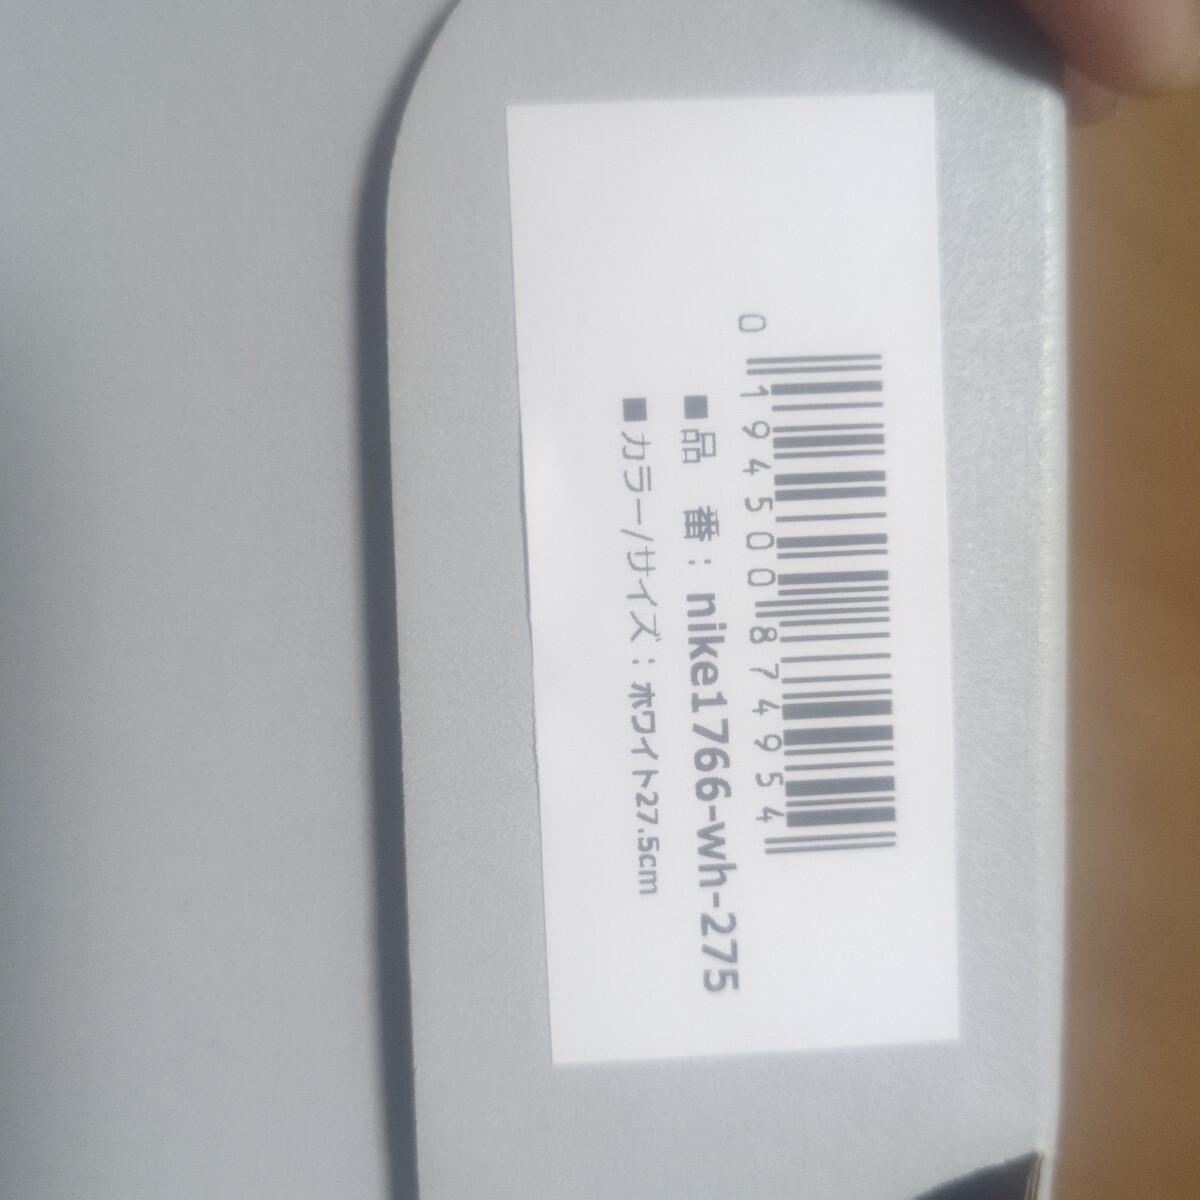 0 194500 874954
■品　番：nike1766-wh-275
■カラー/サイズ：ホワイト27.5cm